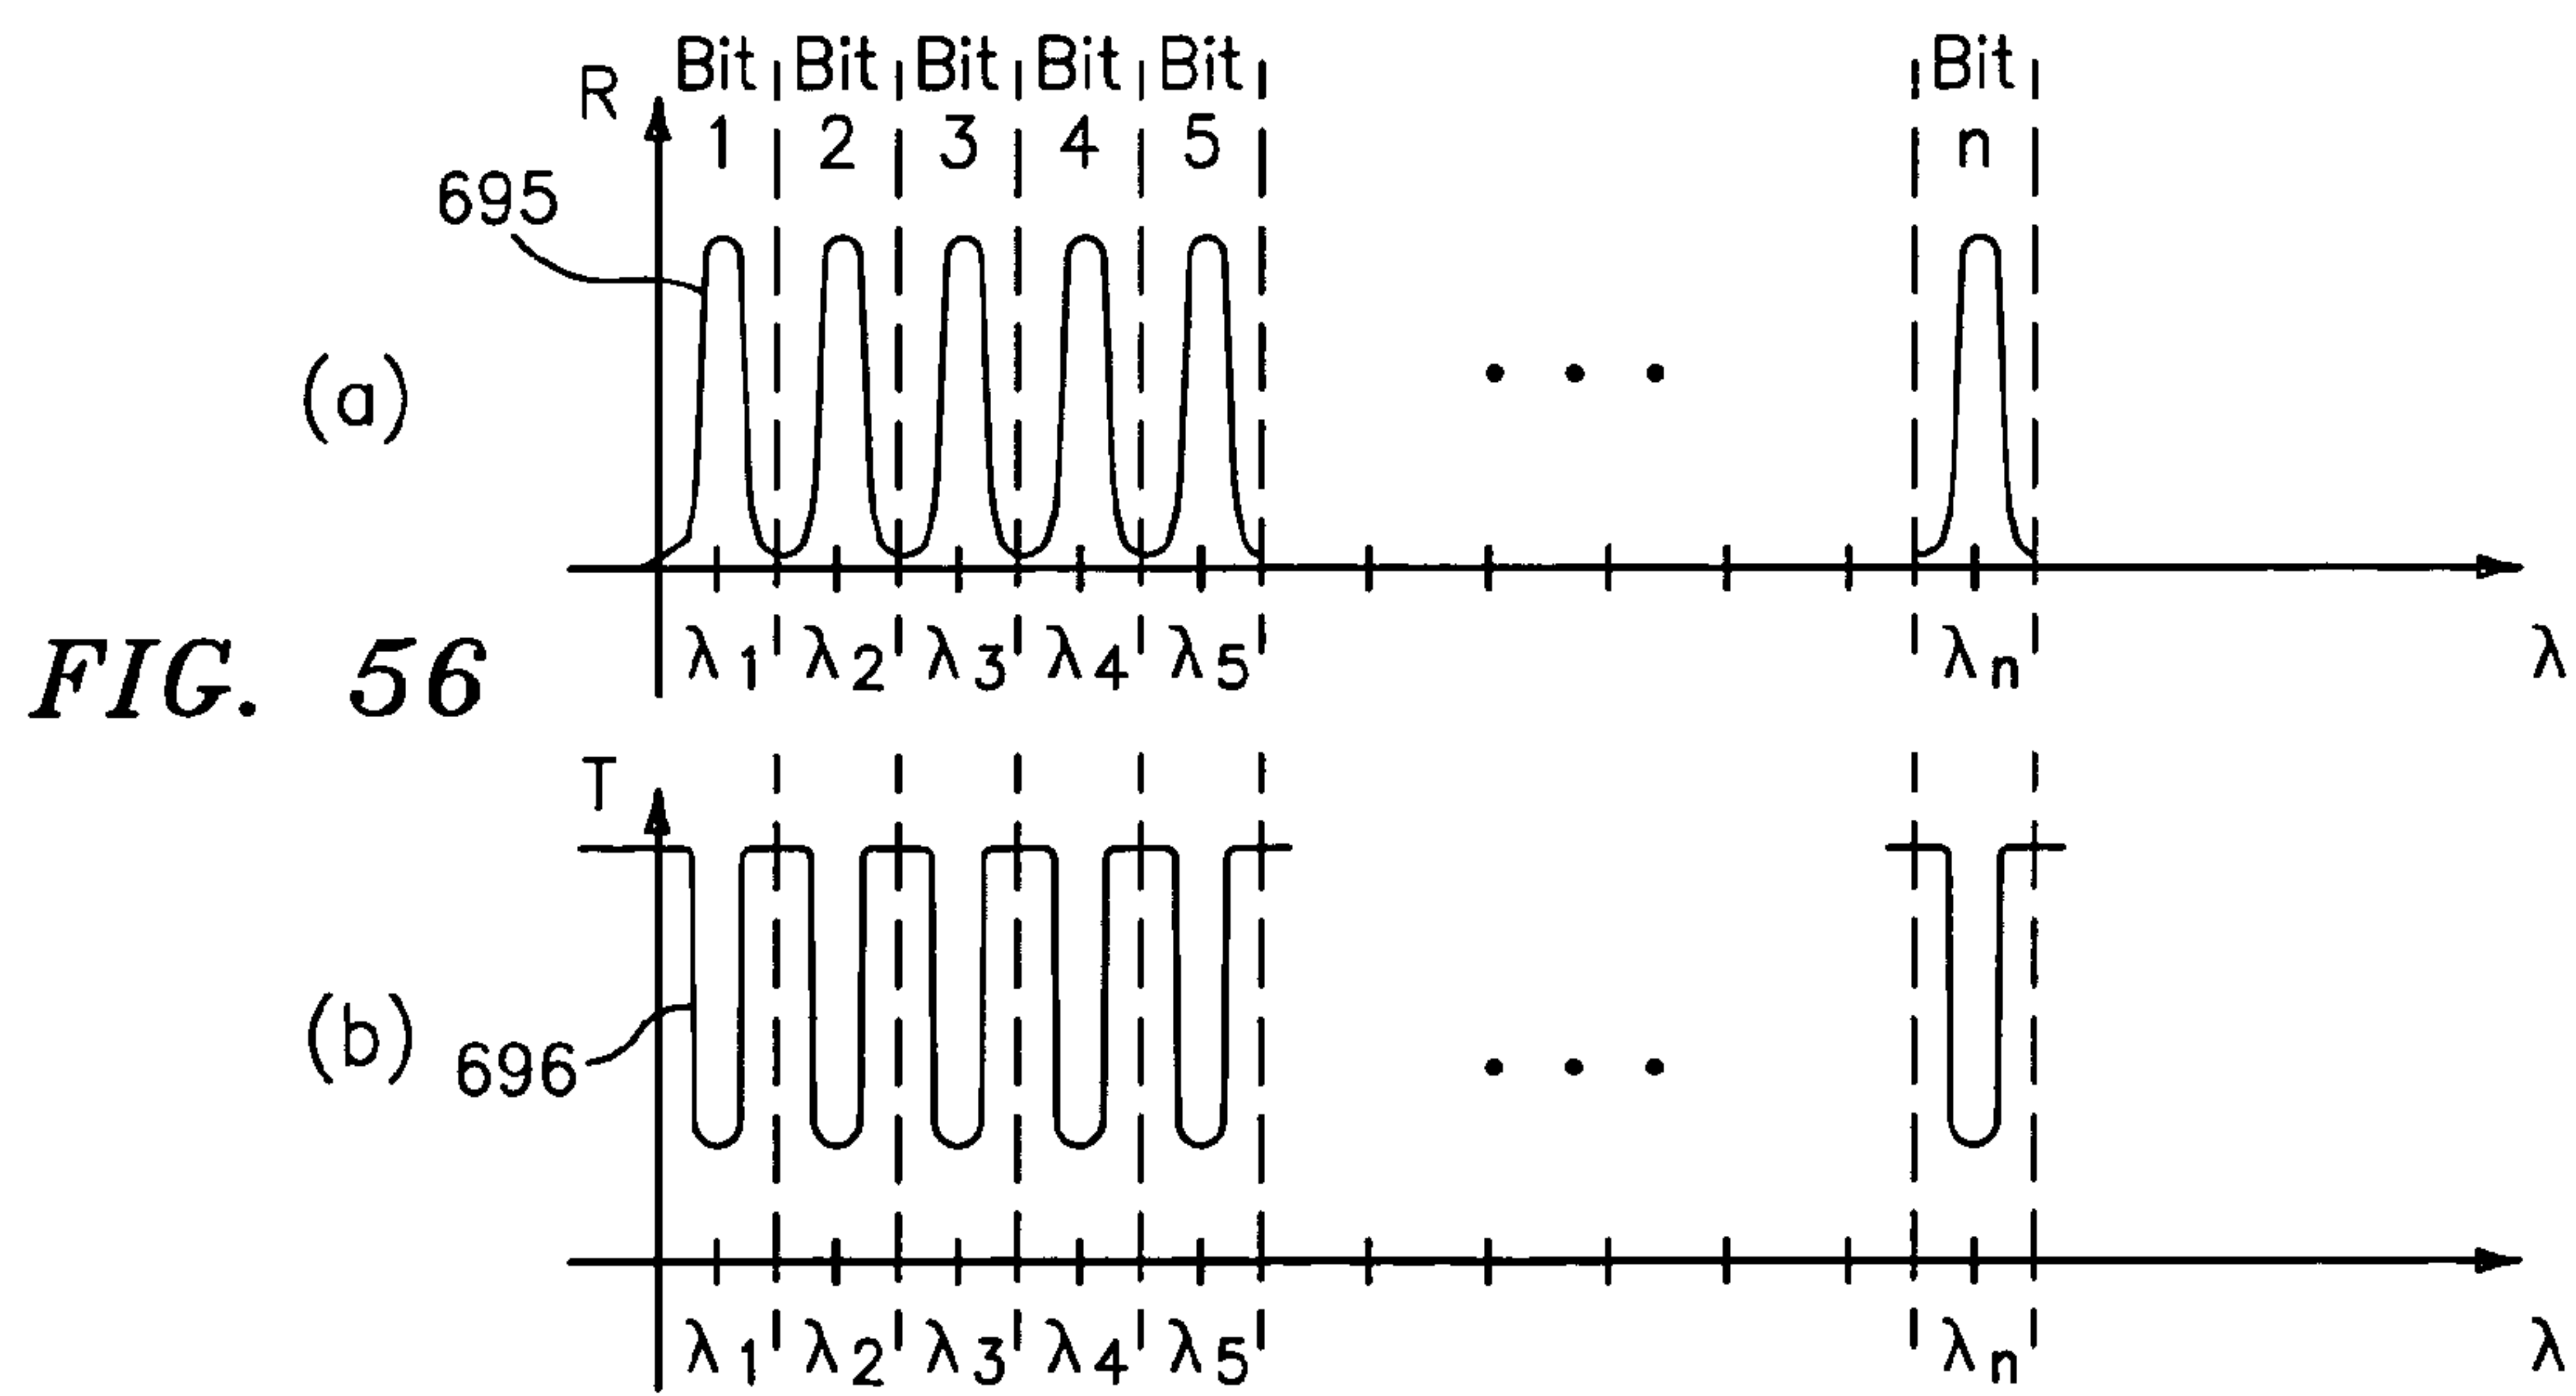 R
Bit 1
Bit 2
Bit 3
Bit 4
Bit 5
Bit n
695
(a)
λ1 λ2 λ3 λ4 λ5 λn λ
FIG. 56
T
(b)
696
λ1 λ2 λ3 λ4 λ5 λn λ